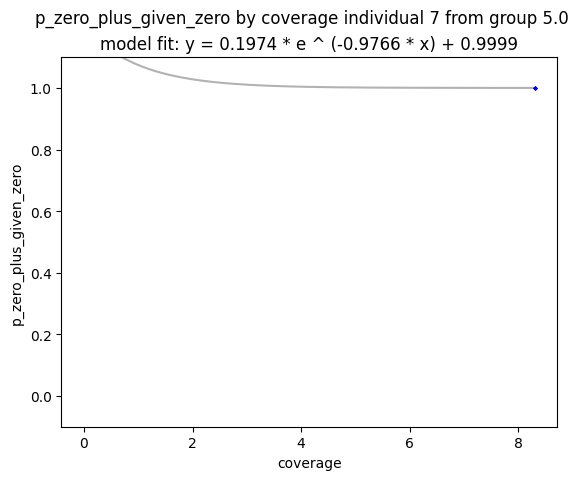 p_zero_plus_given_zero by coverage individual 7 from group 5.0
model fit: y = 0.1974 * e ^ (-0.9766 * x) + 0.9999
p_zero_plus_given_zero
1.0
0.8
0.6
0.4
0.2
0.0
0 2 4 6 8
coverage